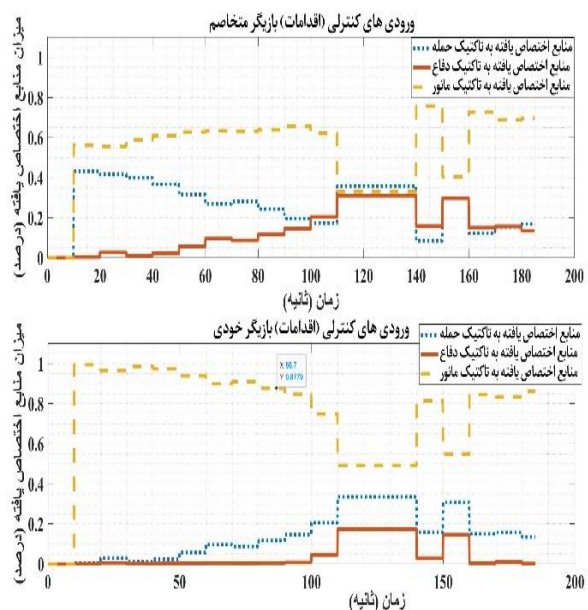 ورودی های کنترلی (اقدامات) بازیگر متخاصم
میزان منابع اختصاص یافته (درصد)
منابع اختصاص یافته به تاکتیک حمله
منابع اختصاص یافته به تاکتیک دفاع
منابع اختصاص یافته به تاکتیک مانور
1
0.8
0.6
0.4
0.2
0
0 20 40 60 80 100 120 140 160 180 200
زمان (ثانیه)
ورودی های کنترلی (اقدامات) بازیگر خودی
میزان منابع اختصاص یافته (درصد)
منابع اختصاص یافته به تاکتیک حمله
منابع اختصاص یافته به تاکتیک دفاع
منابع اختصاص یافته به تاکتیک مانور
X 86.7
Y 0.8779
1
0.8
0.6
0.4
0.2
0
0 50 100 150 200
زمان (ثانیه)